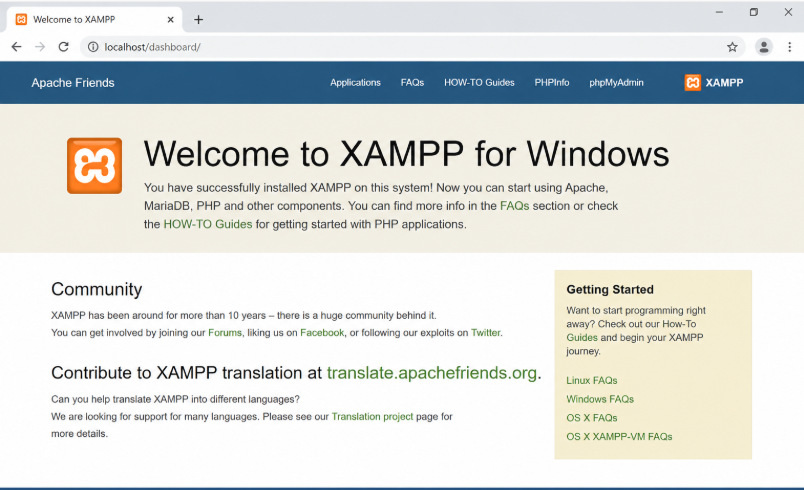 Welcome to XAMPP
localhost/dashboard/
Apache Friends
Applications
FAQs
HOW-TO Guides
PHPInfo
phpMyAdmin
XAMPP
Welcome to XAMPP for Windows
You have successfully installed XAMPP on this system! Now you can start using Apache,
MariaDB, PHP and other components. You can find more info in the FAQs section or check
the HOW-TO Guides for getting started with PHP applications.
Community
XAMPP has been around for more than 10 years – there is a huge community behind it.
You can get involved by joining our Forums, liking us on Facebook, or following our exploits on Twitter.
Contribute to XAMPP translation at translate.apachefriends.org.
Can you help translate XAMPP into different languages?
We are looking for support for many languages. Please see our Translation project page for
more details.
Getting Started
Want to start programming right
away? Check out our How-To
Guides and begin your XAMPP
journey.
Linux FAQs
Windows FAQs
OS X FAQs
OS X XAMPP-VM FAQs